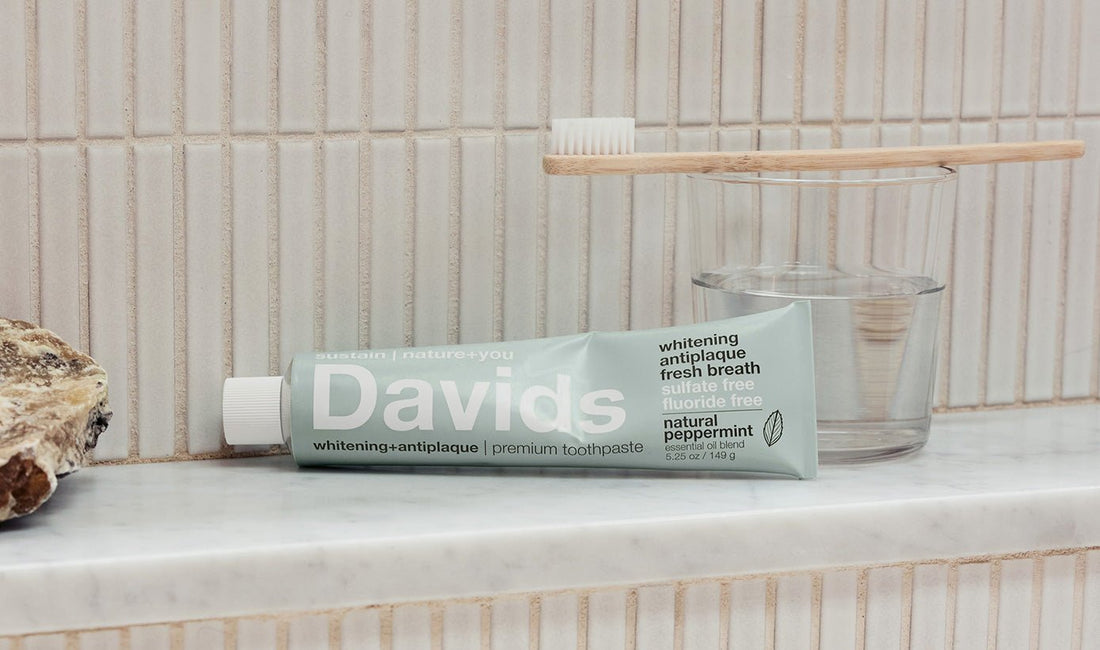 sustain | nature+you
Davids
whitening+antiplaque | premium toothpaste
whitening
antiplaque
fresh breath
sulfate free
fluoride free
natural
peppermint
essential oil blend
5.25 oz / 149 g